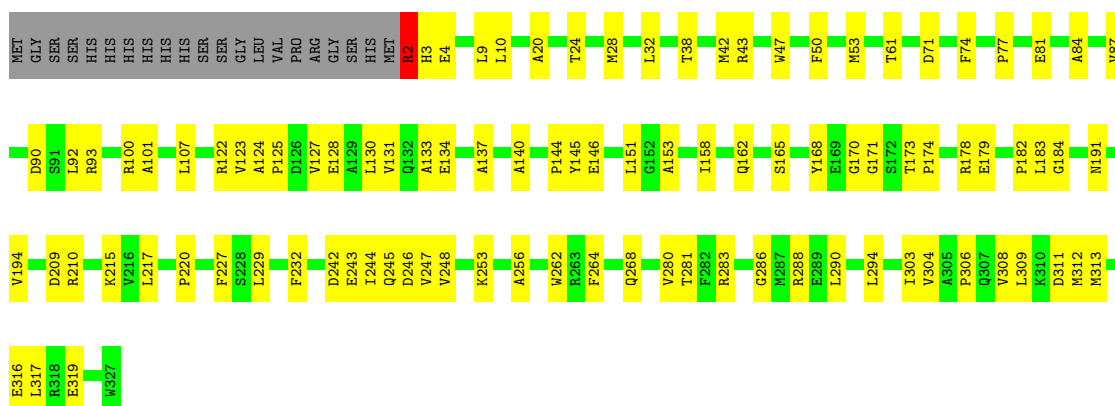 MET GLY SER SER HIS HIS HIS HIS HIS HIS SER SER GLY LEU VAL PRO ARG GLY SER HIS MET R2 H3 E4 L9 L10 A20 T24 M28 L32 T38 M42 R43 W47 F50 M53 T61 D71 F74 P77 E81 A84 V87
D90 S91 L92 R93 R100 A101 L107 R122 V123 A124 P125 D126 V127 E128 A129 L130 V131 Q132 A133 E134 A137 A140 P144 Y145 E146 L151 G152 A153 I158 Q162 S165 Y168 E169 G170 G171 S172 T173 P174 R178 E179 P182 L183 G184 N191
V194 D209 R210 K215 V216 L217 P220 F227 S228 L229 F232 D242 E243 I244 Q245 D246 V247 V248 K253 A256 W262 R263 F264 Q268 V280 T281 F282 R283 G286 M287 R288 E289 L290 L294 I303 V304 A305 P306 Q307 V308 L309 K310 D311 M312 M313
E316 L317 R318 E319 W327